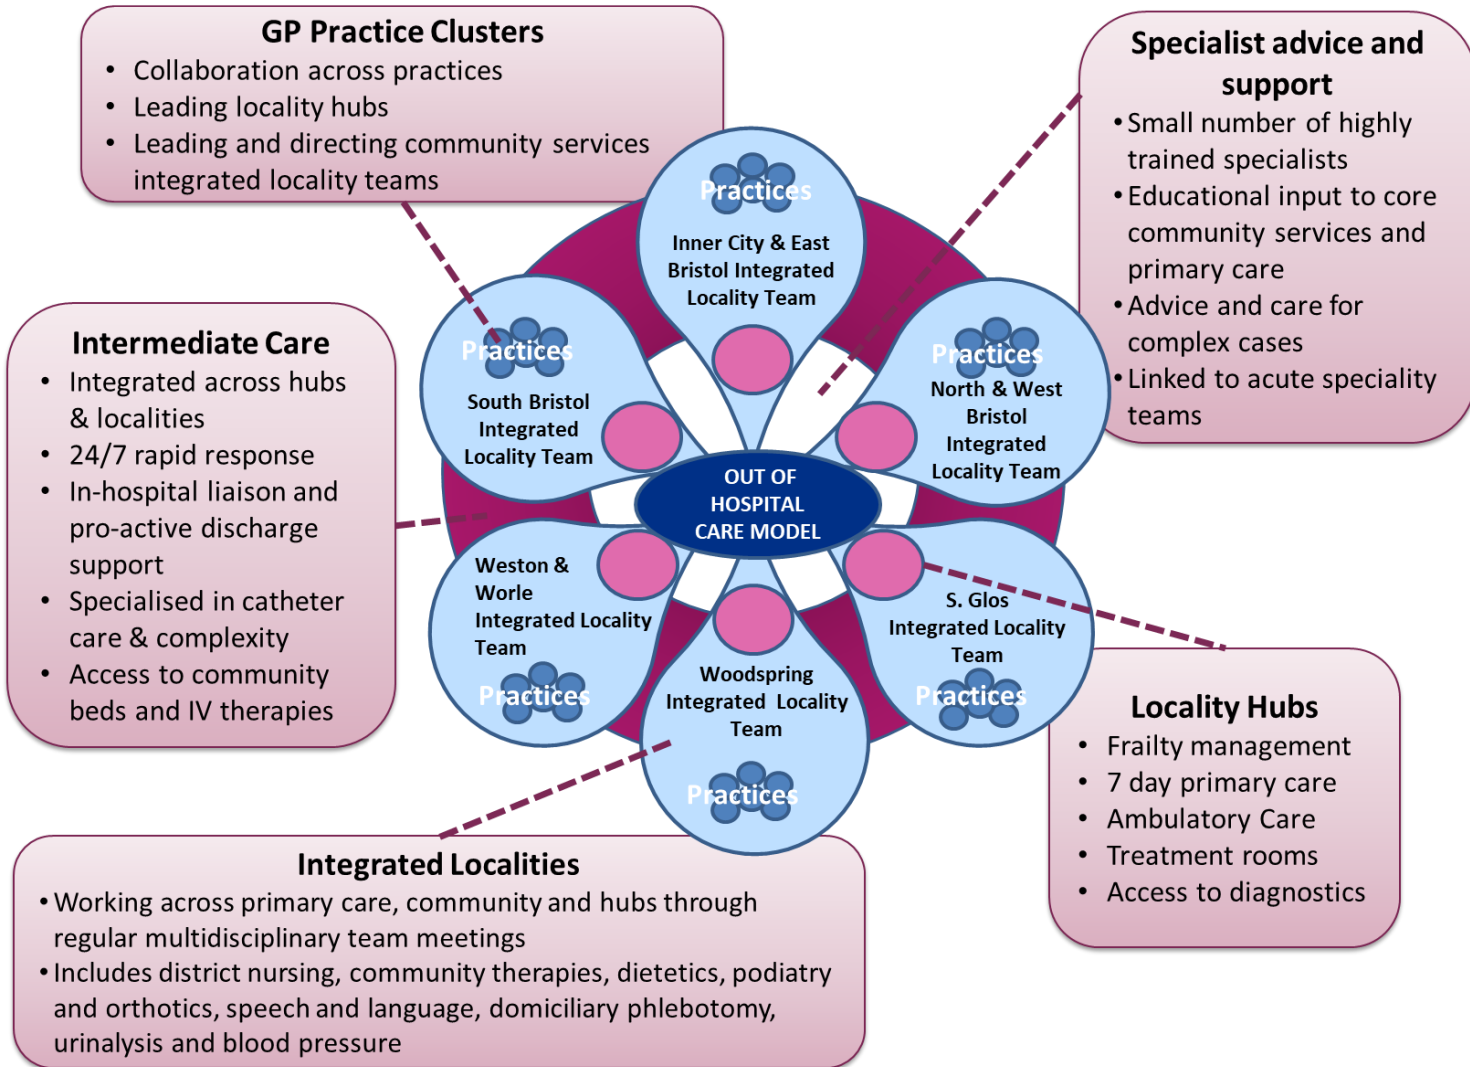 GP Practice Clusters
• Collaboration across practices
• Leading locality hubs
• Leading and directing community services
integrated locality teams
Specialist advice and
support
• Small number of highly
trained specialists
• Educational input to core
community services and
primary care
• Advice and care for
complex cases
• Linked to acute speciality
teams
Practices
Inner City & East
Bristol Integrated
Locality Team
Practices
South Bristol
Integrated
Locality Team
Practices
North & West
Bristol
Integrated
Locality Team
OUT OF
HOSPITAL
CARE MODEL
Intermediate Care
• Integrated across hubs
& localities
• 24/7 rapid response
• In-hospital liaison and
pro-active discharge
support
• Specialised in catheter
care & complexity
• Access to community
beds and IV therapies
Weston &
Worle
Integrated Locality
Team
Practices
Woodspring
Integrated Locality
Team
Practices
S. Glos
Integrated Locality
Team
Practices
Locality Hubs
• Frailty management
• 7 day primary care
• Ambulatory Care
• Treatment rooms
• Access to diagnostics
Integrated Localities
• Working across primary care, community and hubs through
regular multidisciplinary team meetings
• Includes district nursing, community therapies, dietetics, podiatry
and orthotics, speech and language, domiciliary phlebotomy,
urinalysis and blood pressure